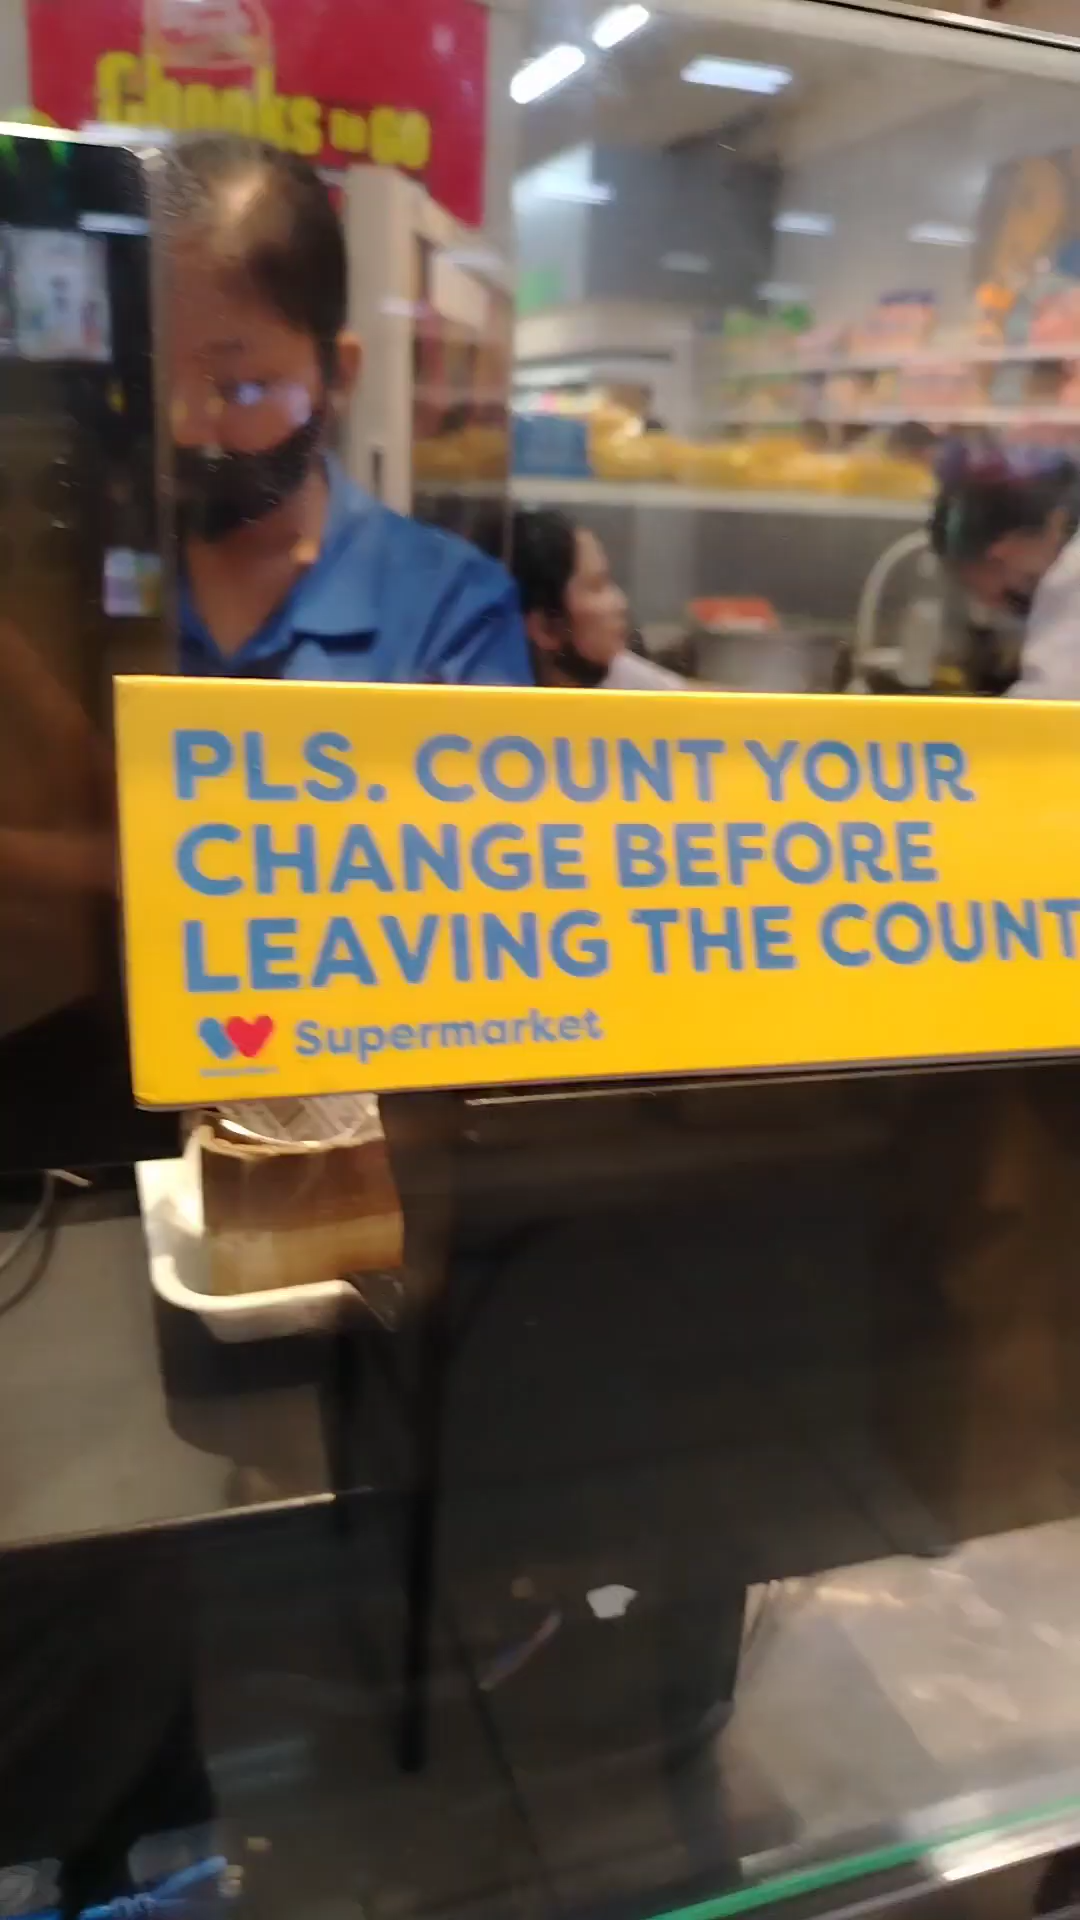 Chooks to GO
PLS. COUNT YOUR
CHANGE BEFORE
LEAVING THE COUNT
Supermarket